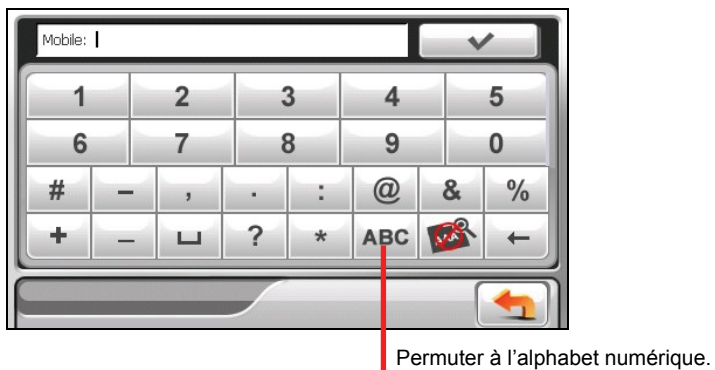 Mobile:
1 2 3 4 5
6 7 8 9 0
# – , . : @ & %
+ _ ? * ABC ←
Permuter à l’alphabet numérique.